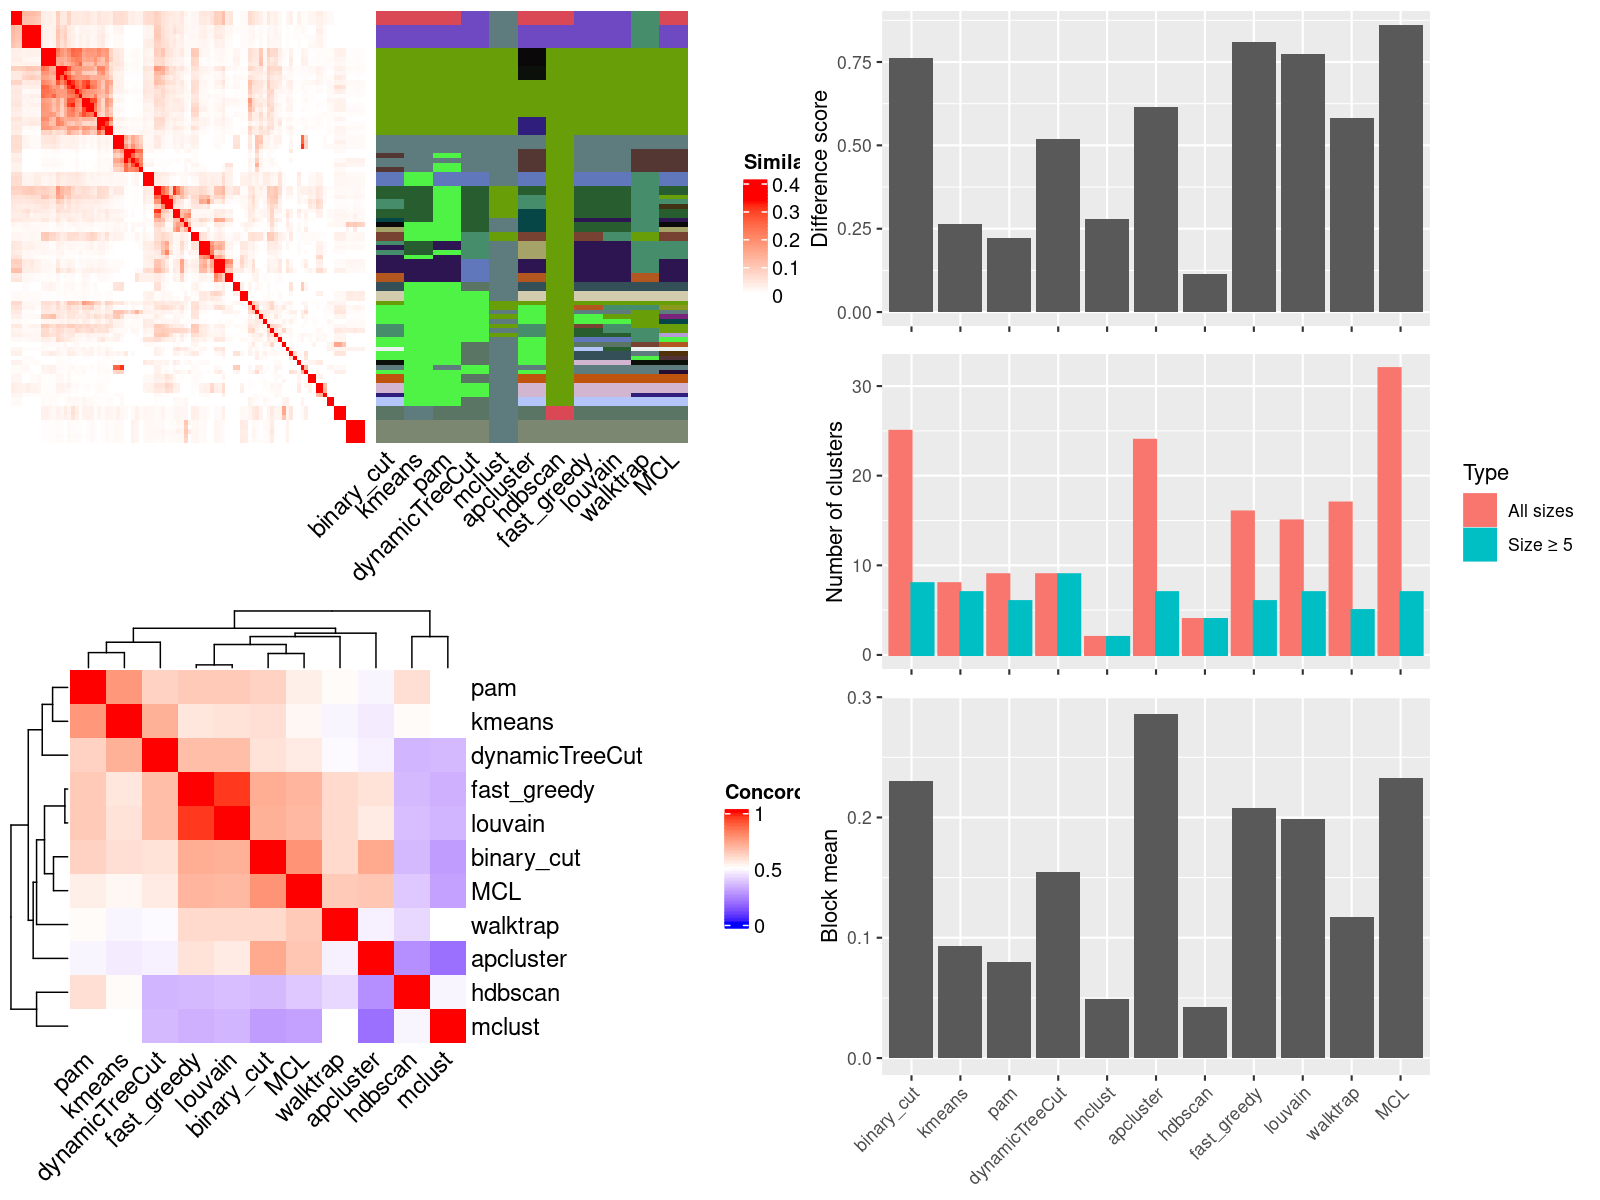 Simila
0.4
0.3
0.2
0.1
0
binary_cut
kmeans
pam
dynamicTreeCut
mclust
apcluster
hdbscan
fast_greedy
louvain
walktrap
MCL
pam
kmeans
dynamicTreeCut
fast_greedy
louvain
binary_cut
MCL
walktrap
apcluster
hdbscan
mclust
pam
kmeans
dynamicTreeCut
fast_greedy
louvain
binary_cut
MCL
walktrap
apcluster
hdbscan
mclust
Concord
1
0.5
0
Difference score
0.75
0.50
0.25
0.00
Number of clusters
30
20
10
0
Type
All sizes
Size ≥ 5
Block mean
0.3
0.2
0.1
0.0
binary_cut
kmeans
pam
dynamicTreeCut
mclust
apcluster
hdbscan
fast_greedy
louvain
walktrap
MCL